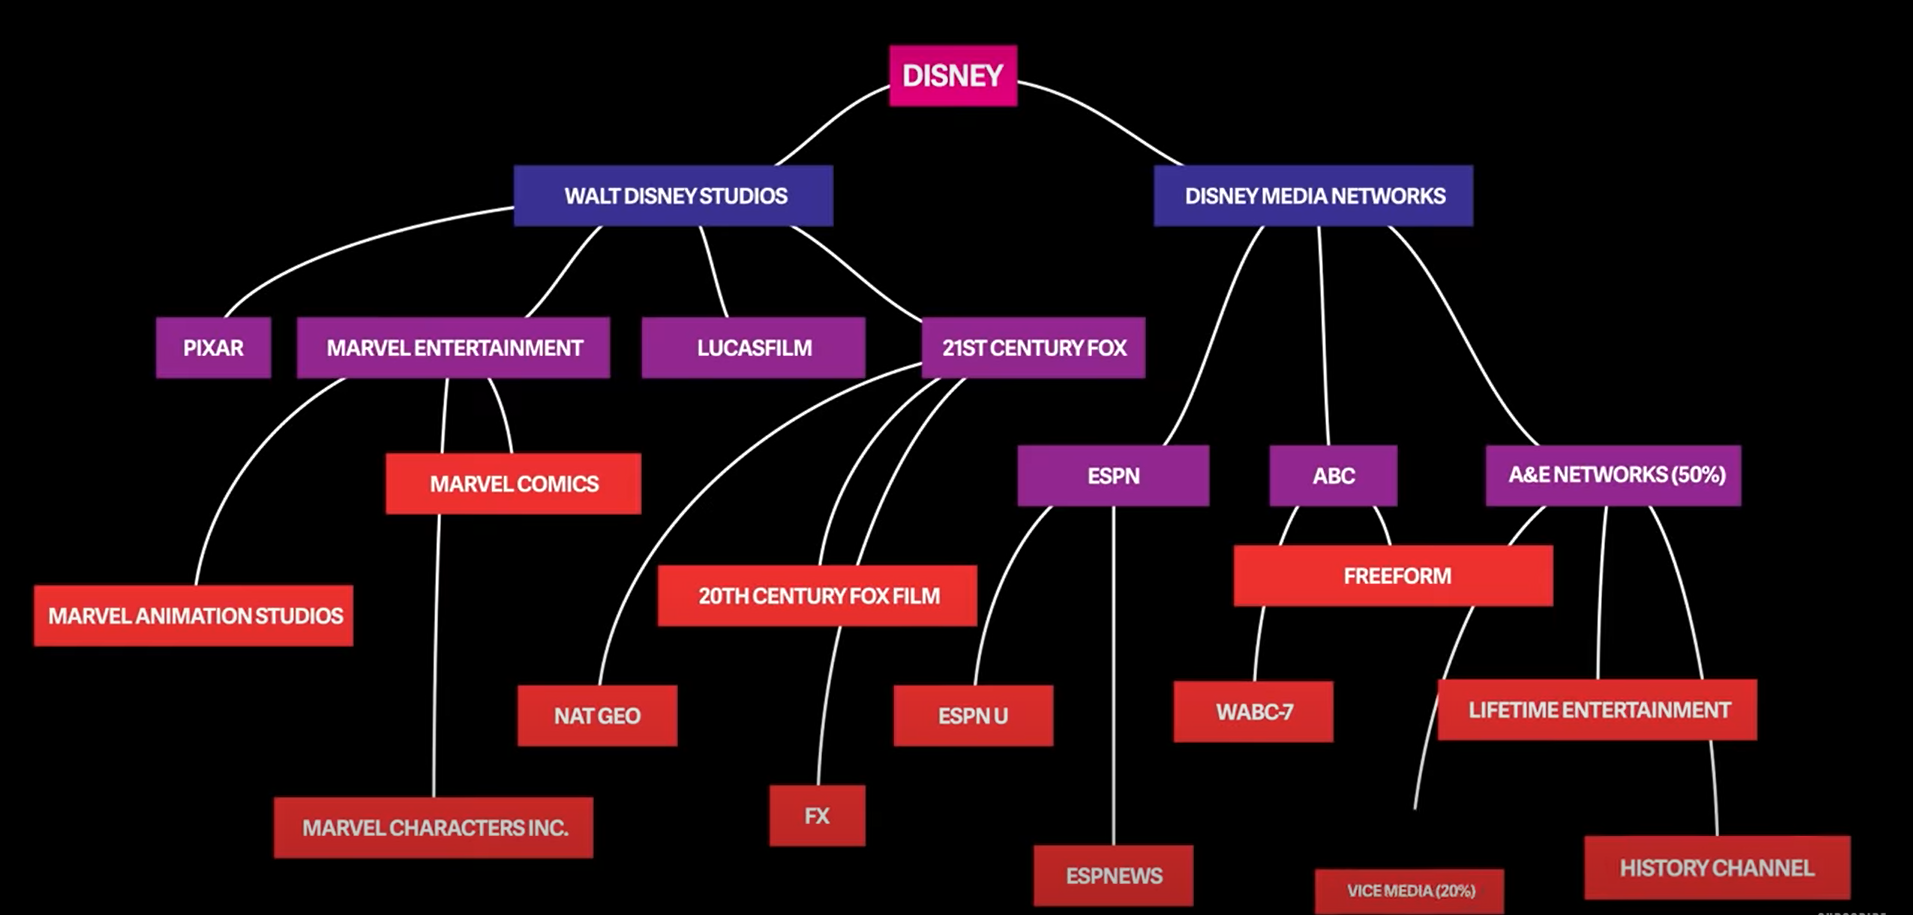 DISNEY
WALT DISNEY STUDIOS
DISNEY MEDIA NETWORKS
PIXAR
MARVEL ENTERTAINMENT
LUCASFILM
21ST CENTURY FOX
MARVEL COMICS
ESPN
ABC
A&E NETWORKS (50%)
MARVEL ANIMATION STUDIOS
20TH CENTURY FOX FILM
FREEFORM
NAT GEO
ESPN U
WABC-7
LIFETIME ENTERTAINMENT
MARVEL CHARACTERS INC.
FX
ESPNEWS
VICE MEDIA (20%)
HISTORY CHANNEL